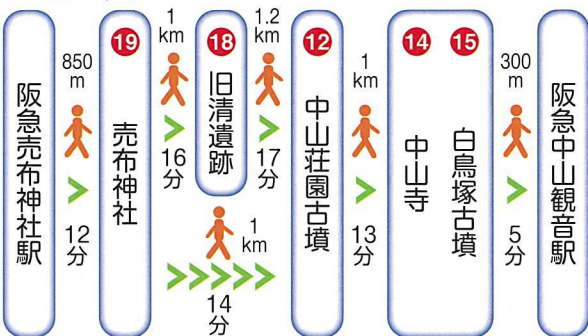 阪急売布神社駅
850
m
12
分
19
売布神社
1
km
16
分
18
旧清遺跡
1.2
km
17
分
1
km
14
分
12
中山荘園古墳
1
km
13
分
14
中山寺
15
白鳥塚古墳
300
m
5
分
阪急中山観音駅